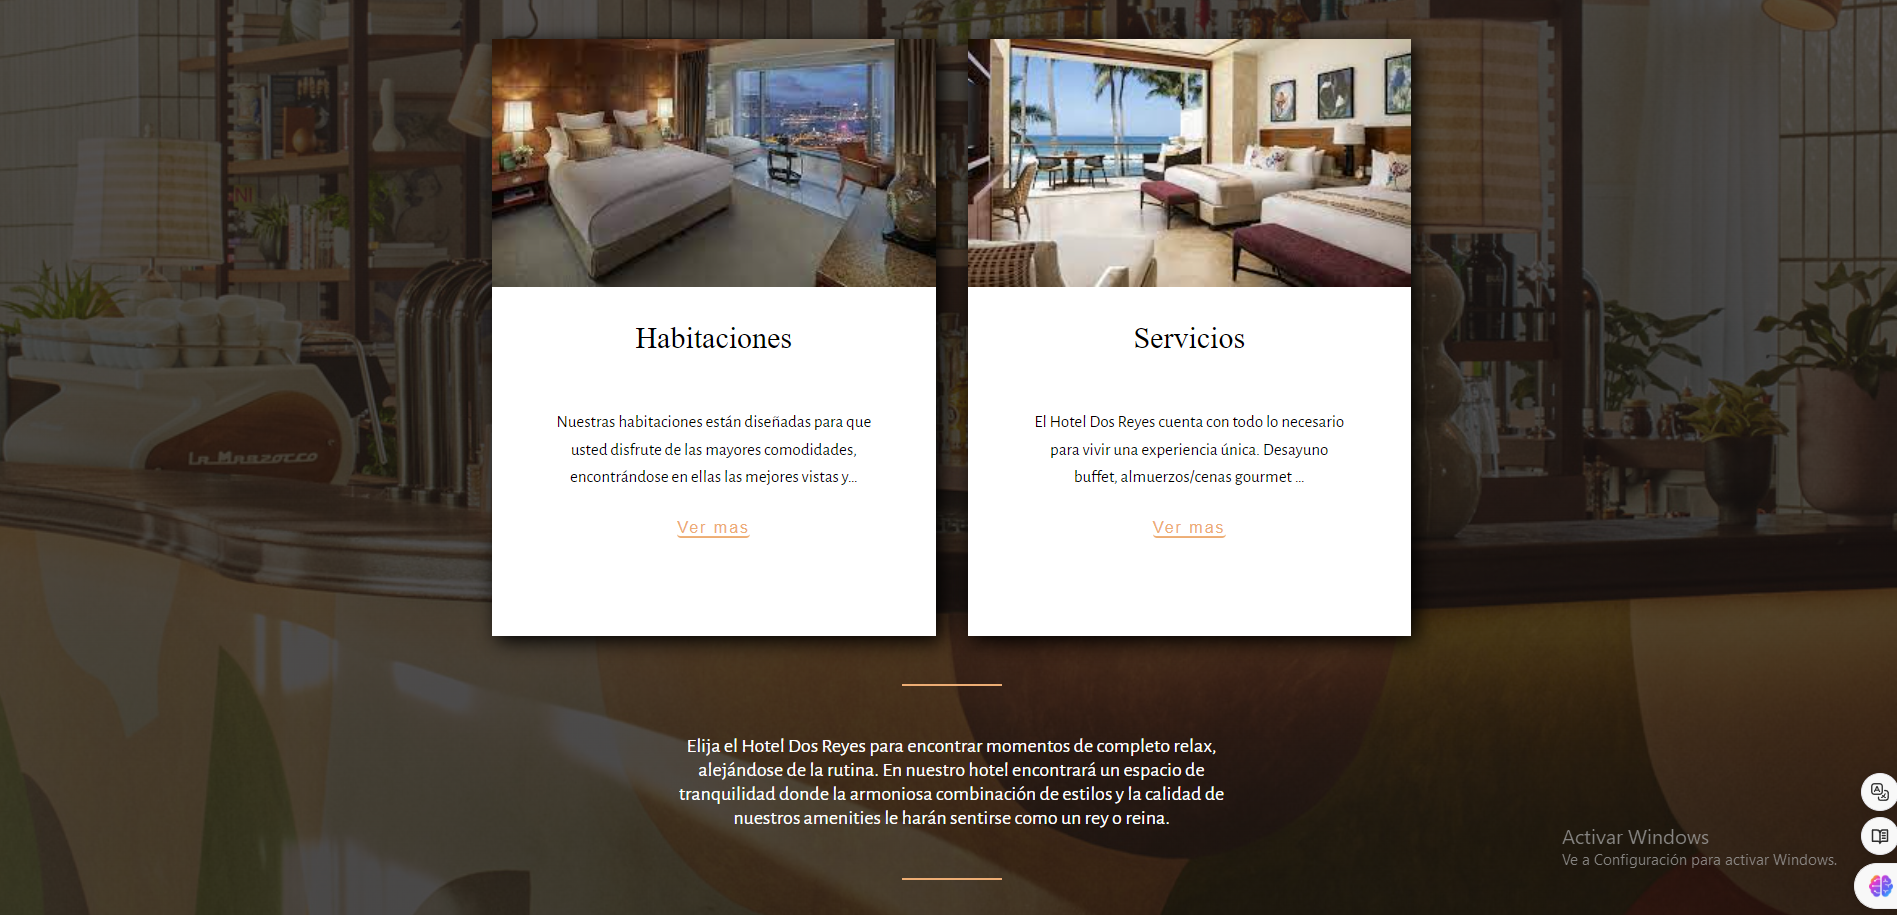 LA MARZOCCO
Habitaciones
Nuestras habitaciones están diseñadas para que
usted disfrute de las mayores comodidades,
encontrándose en ellas las mejores vistas y...
Ver mas
Servicios
El Hotel Dos Reyes cuenta con todo lo necesario
para vivir una experiencia única. Desayuno
buffet, almuerzos/cenas gourmet ...
Ver mas
Elija el Hotel Dos Reyes para encontrar momentos de completo relax,
alejándose de la rutina. En nuestro hotel encontrará un espacio de
tranquilidad donde la armoniosa combinación de estilos y la calidad de
nuestros amenities le harán sentirse como un rey o reina.
Activar Windows
Ve a Configuración para activar Windows.